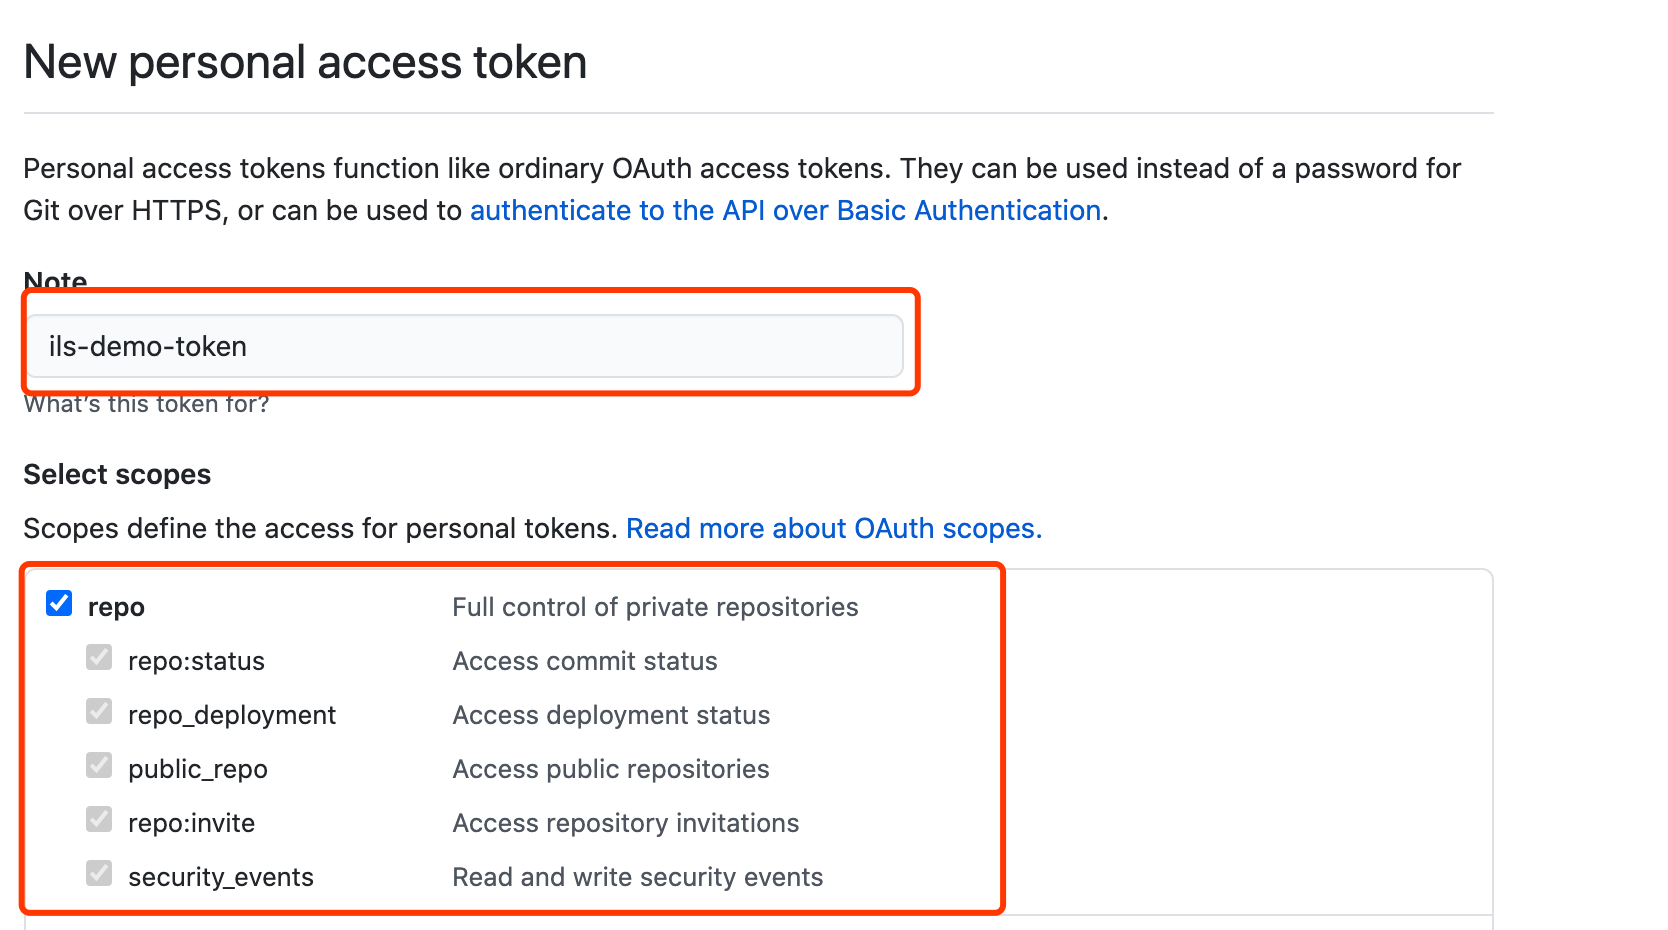 New personal access token
Personal access tokens function like ordinary OAuth access tokens. They can be used instead of a password for
Git over HTTPS, or can be used to authenticate to the API over Basic Authentication.
Note
ils-demo-token
What's this token for?
Select scopes
Scopes define the access for personal tokens. Read more about OAuth scopes.
repo Full control of private repositories
repo:status Access commit status
repo_deployment Access deployment status
public_repo Access public repositories
repo:invite Access repository invitations
security_events Read and write security events